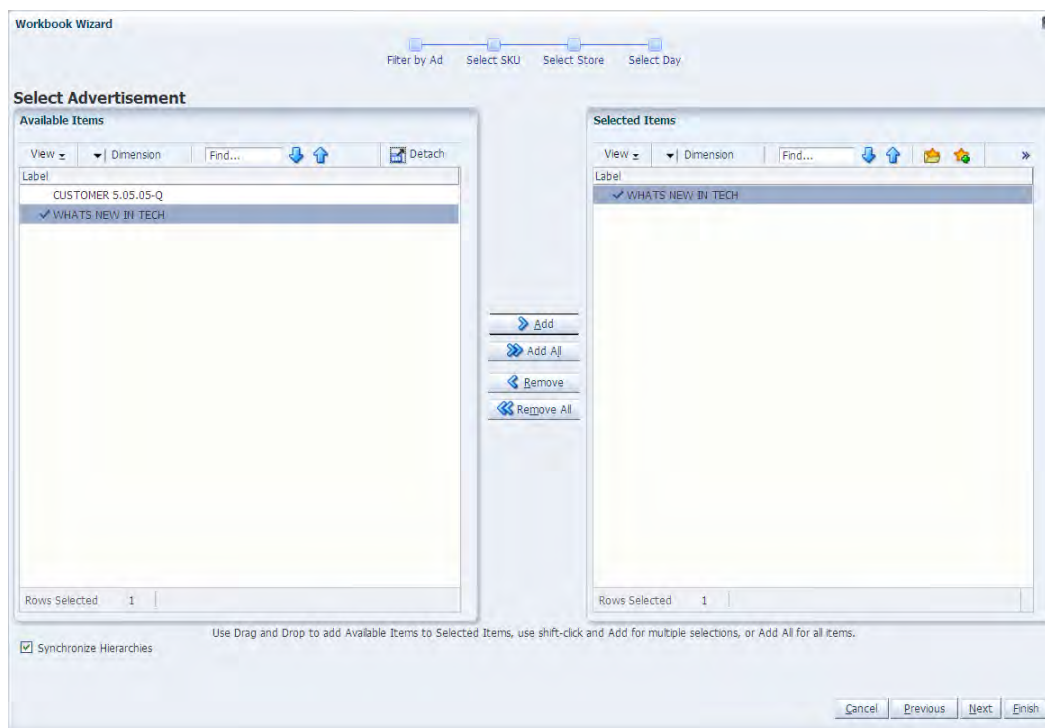 Workbook Wizard
Filter by Ad Select SKU Select Store Select Day
Select Advertisement
Available Items
View Dimension Find... Detach
Label
CUSTOMER 5.05.05-Q
WHATS NEW IN TECH
Rows Selected 1
Add
Add All
Remove
Remove All
Selected Items
View Dimension Find... »
Label
WHATS NEW IN TECH
Rows Selected 1
Use Drag and Drop to add Available Items to Selected Items, use shift-click and Add for multiple selections, or Add All for all items.
Synchronize Hierarchies
Cancel Previous Next Finish